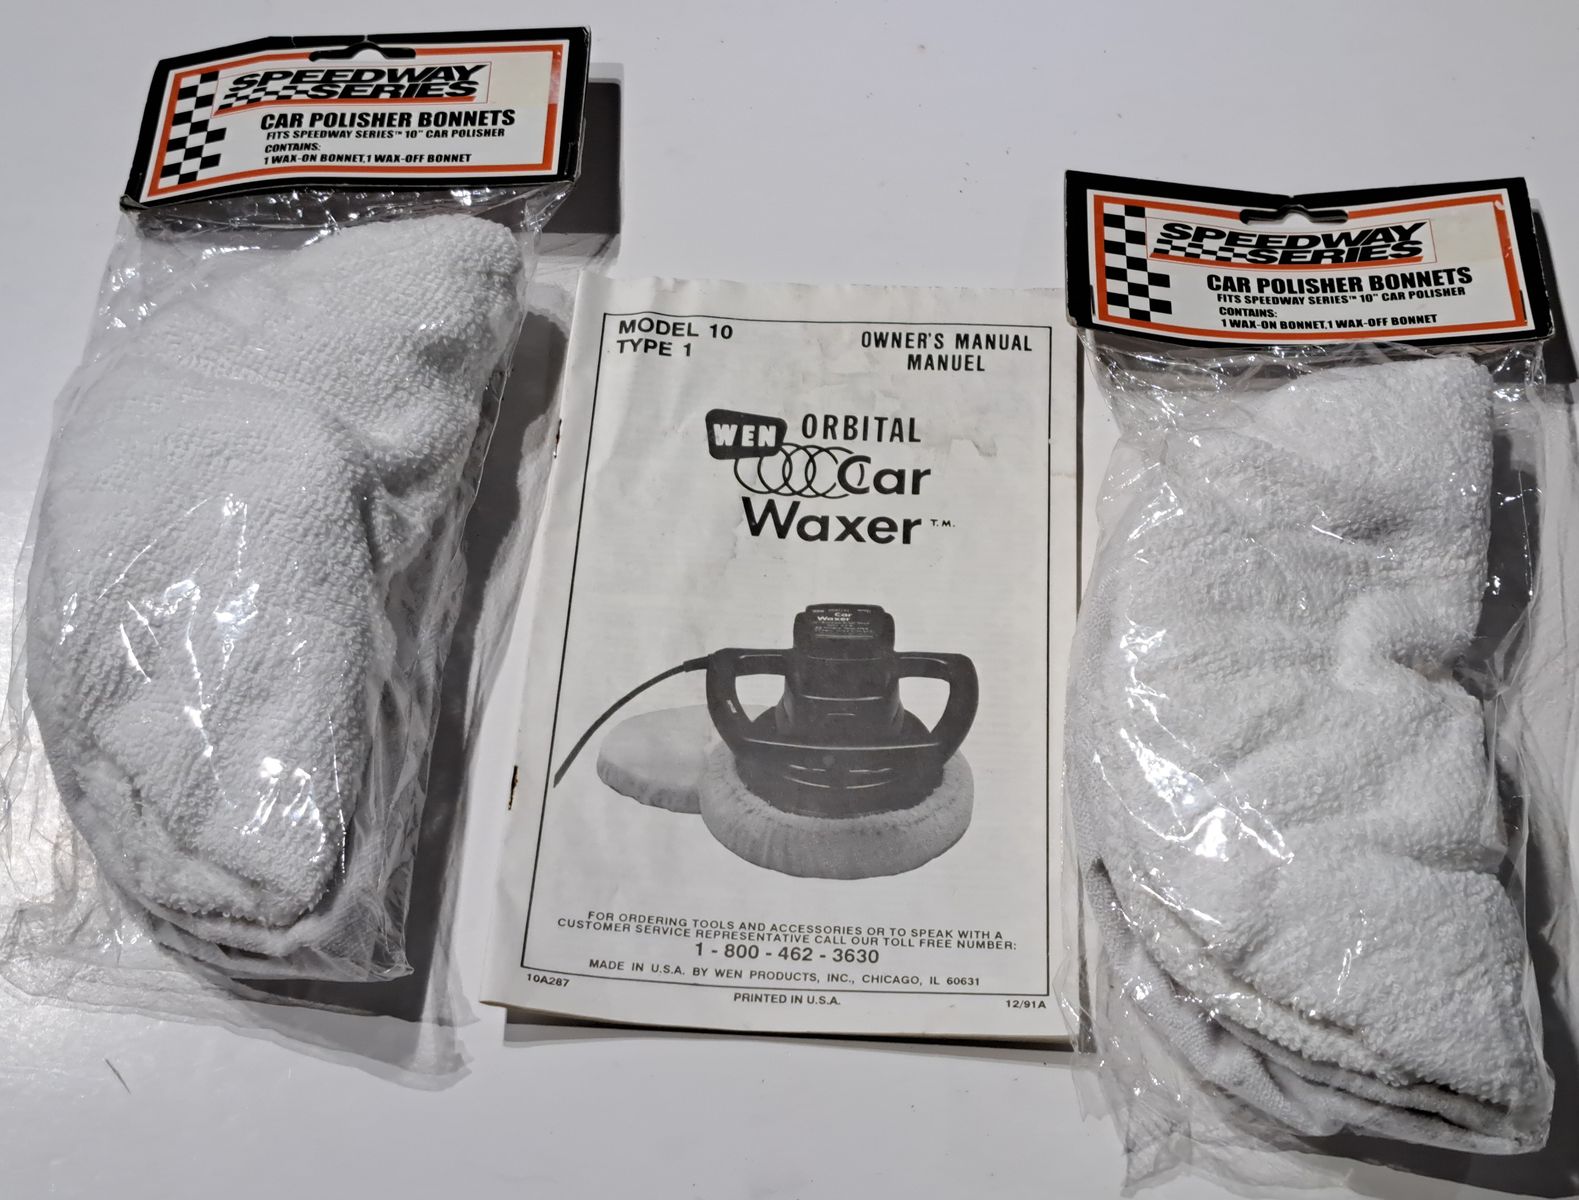 SPEEDWAY
SERIES
CAR POLISHER BONNETS
FITS SPEEDWAY SERIES™ 10" CAR POLISHER
CONTAINS:
1 WAX-ON BONNET,1 WAX-OFF BONNET
MODEL 10
TYPE 1
OWNER'S MANUAL
MANUEL
WEN ORBITAL
Car
Waxer T.M.
Car
Waxer
FOR ORDERING TOOLS AND ACCESSORIES OR TO SPEAK WITH A
CUSTOMER SERVICE REPRESENTATIVE CALL OUR TOLL FREE NUMBER:
1 - 800 - 462 - 3630
MADE IN U.S.A. BY WEN PRODUCTS, INC., CHICAGO, IL 60631
10A287
PRINTED IN U.S.A.
12/91A
SPEEDWAY
SERIES
CAR POLISHER BONNETS
FITS SPEEDWAY SERIES™ 10" CAR POLISHER
CONTAINS:
1 WAX-ON BONNET,1 WAX-OFF BONNET